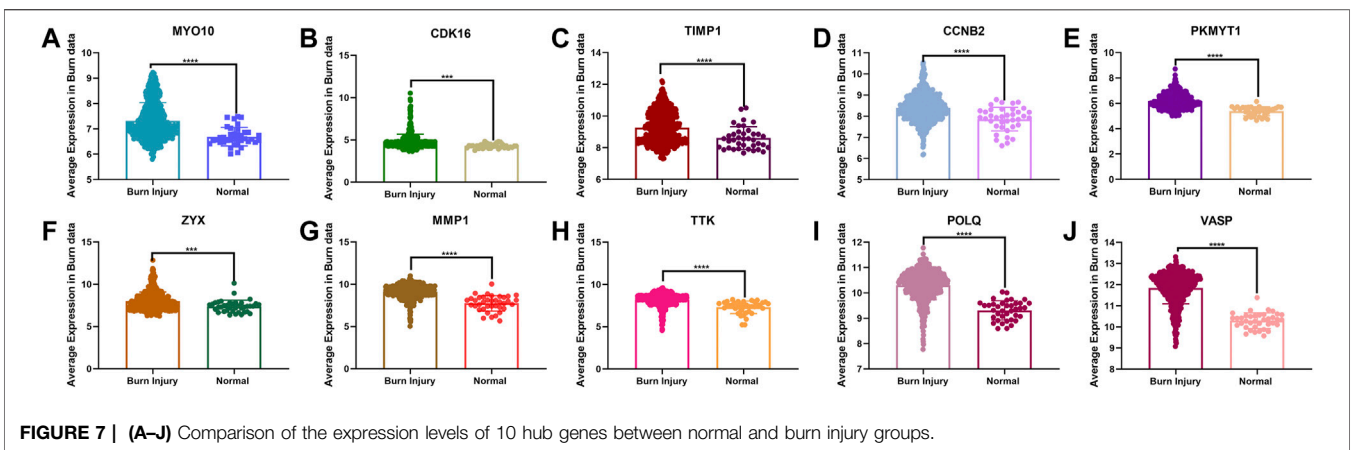 A
MYO10
Average Expression in Burn data
10
9
8
7
6
5
****
Burn Injury
Normal
B
CDK16
Average Expression in Burn data
15
10
5
0
***
Burn Injury
Normal
C
TIMP1
Average Expression in Burn data
14
12
10
8
6
****
Burn Injury
Normal
D
CCNB2
Average Expression in Burn data
11
10
9
8
7
6
5
****
Burn Injury
Normal
E
PKMYT1
Average Expression in Burn data
10
8
6
4
2
0
****
Burn Injury
Normal
F
ZYX
Average Expression in Burn data
15
10
5
0
***
Burn Injury
Normal
G
MMP1
Average Expression in Burn data
15
10
5
0
****
Burn Injury
Normal
H
TTK
Average Expression in Burn data
15
10
5
0
****
Burn Injury
Normal
I
POLQ
Average Expression in Burn data
12
11
10
9
8
7
****
Burn Injury
Normal
J
VASP
Average Expression in Burn data
14
13
12
11
10
9
8
****
Burn Injury
Normal
FIGURE 7 | (A–J) Comparison of the expression levels of 10 hub genes between normal and burn injury groups.